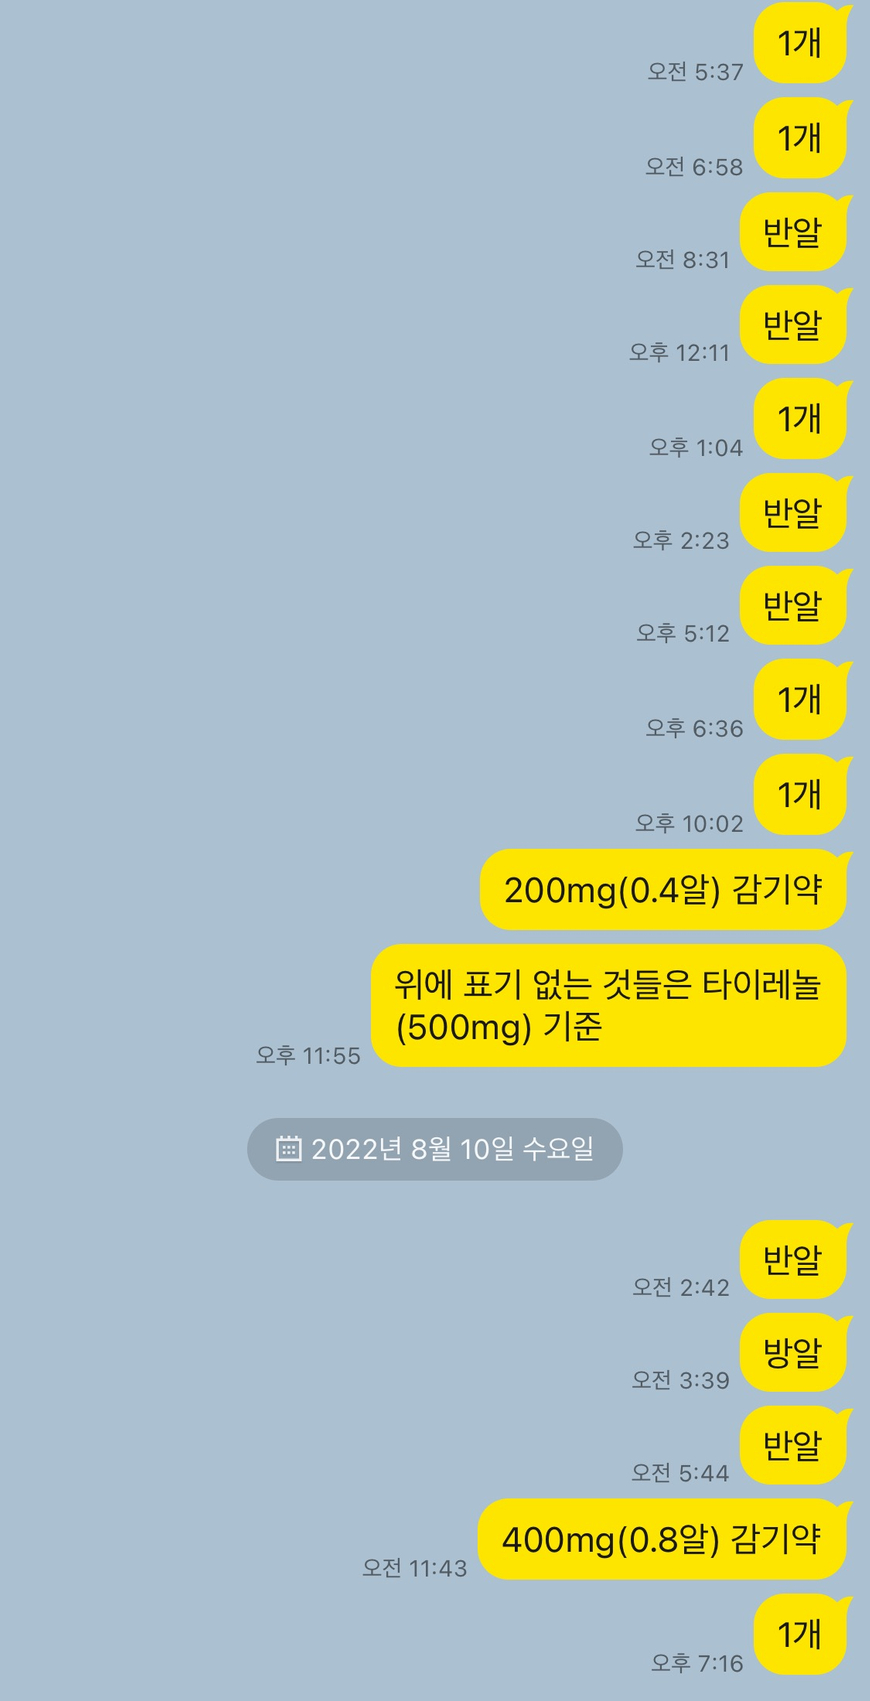 1개
오전 5:37
1개
오전 6:58
반알
오전 8:31
반알
오후 12:11
1개
오후 1:04
반알
오후 2:23
반알
오후 5:12
1개
오후 6:36
1개
오후 10:02
200mg(0.4알) 감기약
위에 표기 없는 것들은 타이레놀
(500mg) 기준
오후 11:55
2022년 8월 10일 수요일
반알
오전 2:42
방알
오전 3:39
반알
오전 5:44
400mg(0.8알) 감기약
오전 11:43
1개
오후 7:16